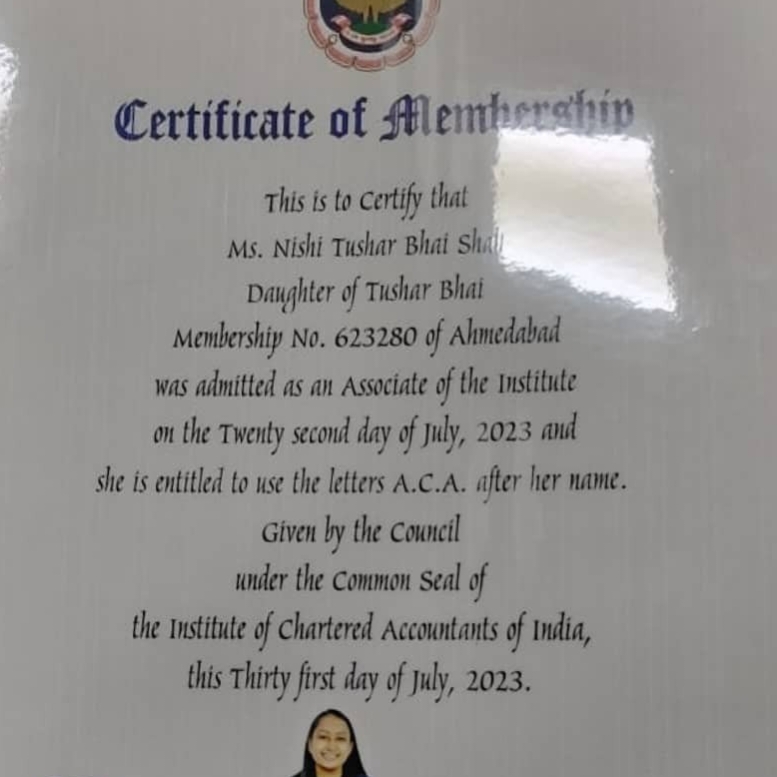 Certificate of Membership
This is to Certify that
Ms. Nishi Tushar Bhai
Daughter of Tushar Bhai
Membership No. 623280 of Ahmedabad
was admitted as an Associate of the Institute
on the Twenty second day of July, 2023 and
she is entitled to use the letters A.C.A. after her name.
Given by the Council
under the Common Seal of
the Institute of Chartered Accountants of India,
this Thirty first day of July, 2023.